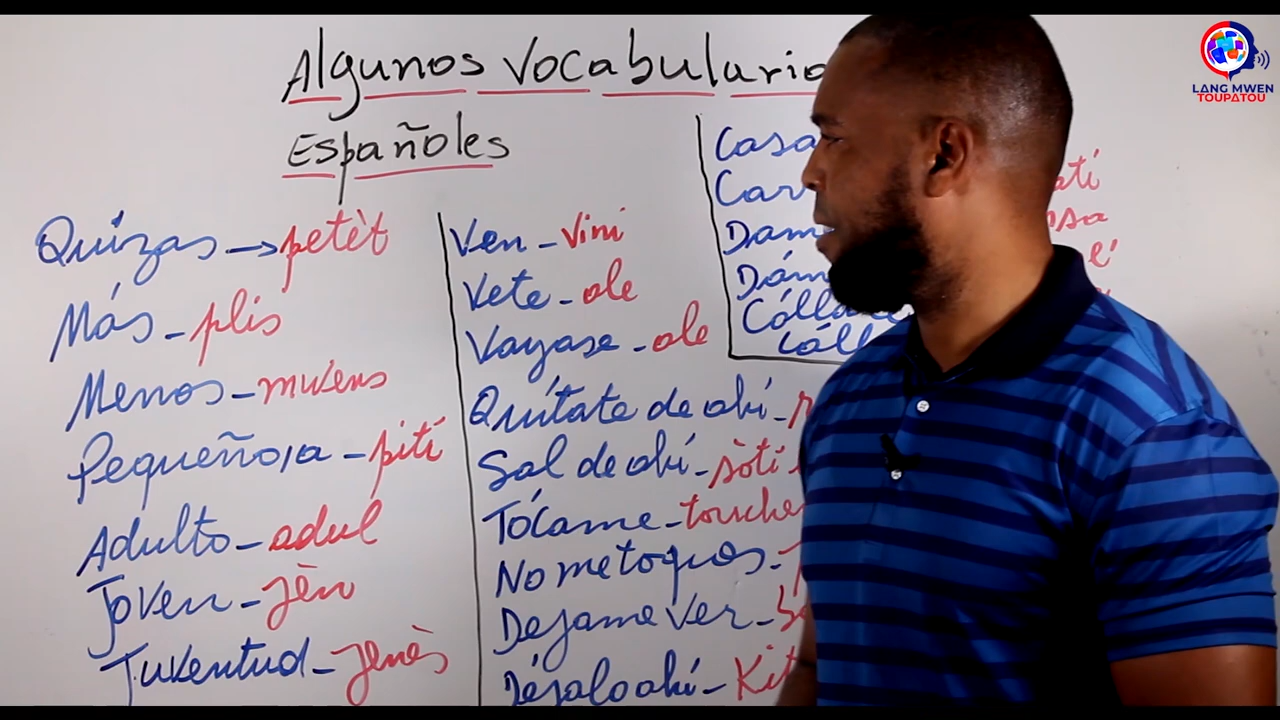 Algunos Vocabulario
Españoles
Quizas → petèt
Más - plis
Menos - mwens
Pequeño/a - piti
Adulto - adul
Joven - jèn
Juventud - Jenès
Ven - vini
Vete - ale
Vayase - ale
Quítate de ahí -
Sal de ahí - sòti
Tócame - touche
No me toques -
Dejame ver -
Déjalo ahí - Kit
Casa
LANG MWEN
TOUPATOU